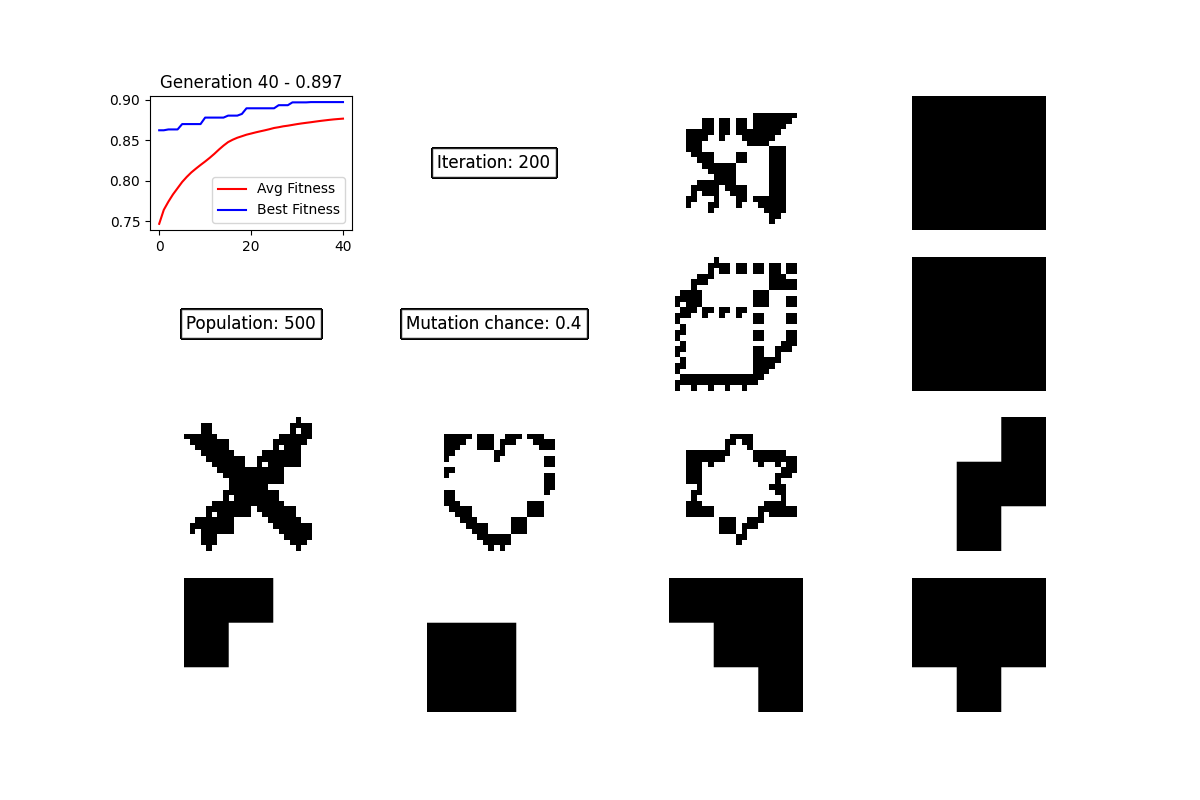 Generation 40 - 0.897
0.90
0.85
0.80
0.75
Avg Fitness
Best Fitness
0 20 40
Iteration: 200
Population: 500
Mutation chance: 0.4